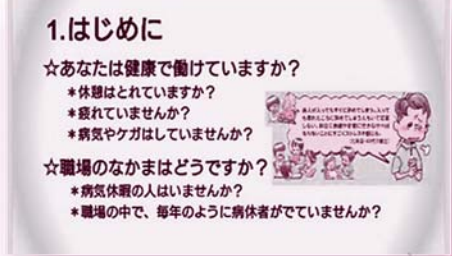 1.はじめに
☆あなたは健康で働けていますか？
＊休憩はとれていますか？
＊疲れていませんか？
＊病気やケガはしていませんか？
☆職場のなかまはどうですか？
＊病気休暇の人はいませんか？
＊職場の中で、毎年のように病休者がでていませんか？